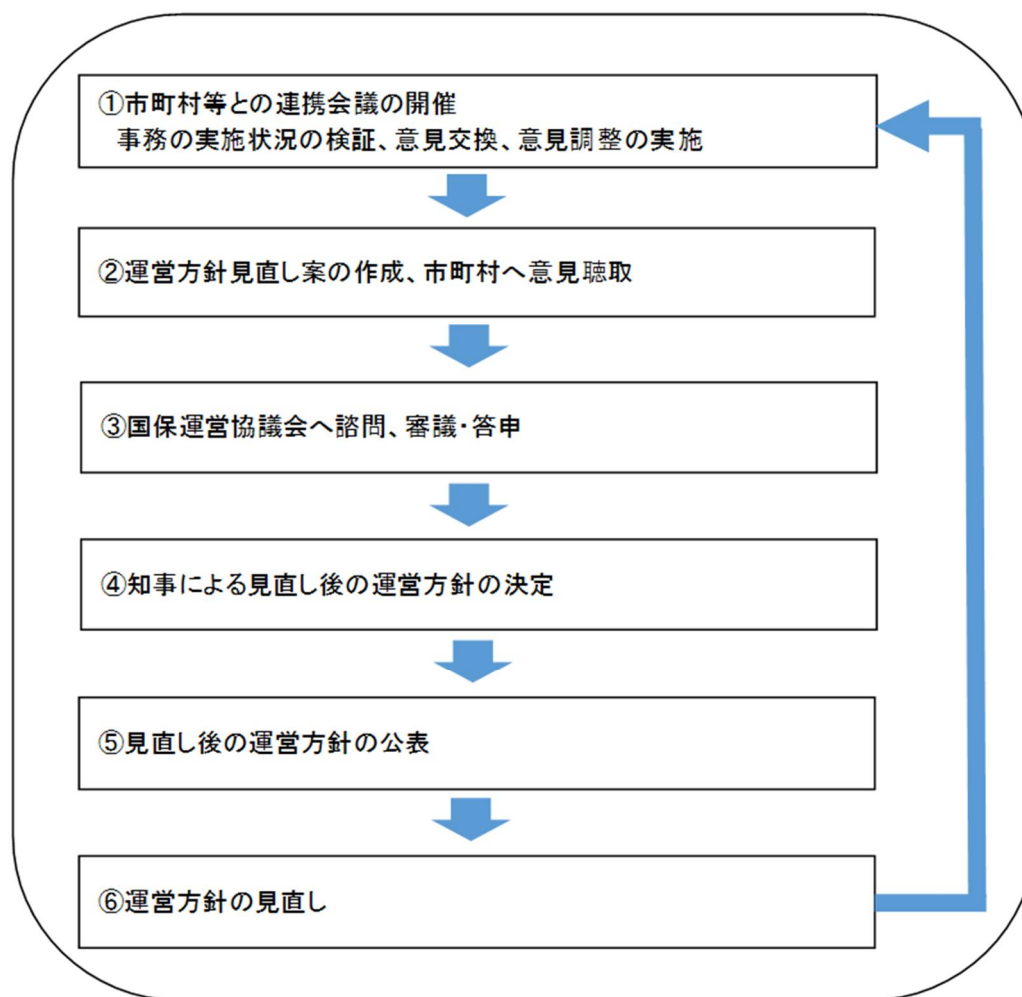 ①市町村等との連携会議の開催
事務の実施状況の検証、意見交換、意見調整の実施
②運営方針見直し案の作成、市町村へ意見聴取
③国保運営協議会へ諮問、審議・答申
④知事による見直し後の運営方針の決定
⑤見直し後の運営方針の公表
⑥運営方針の見直し